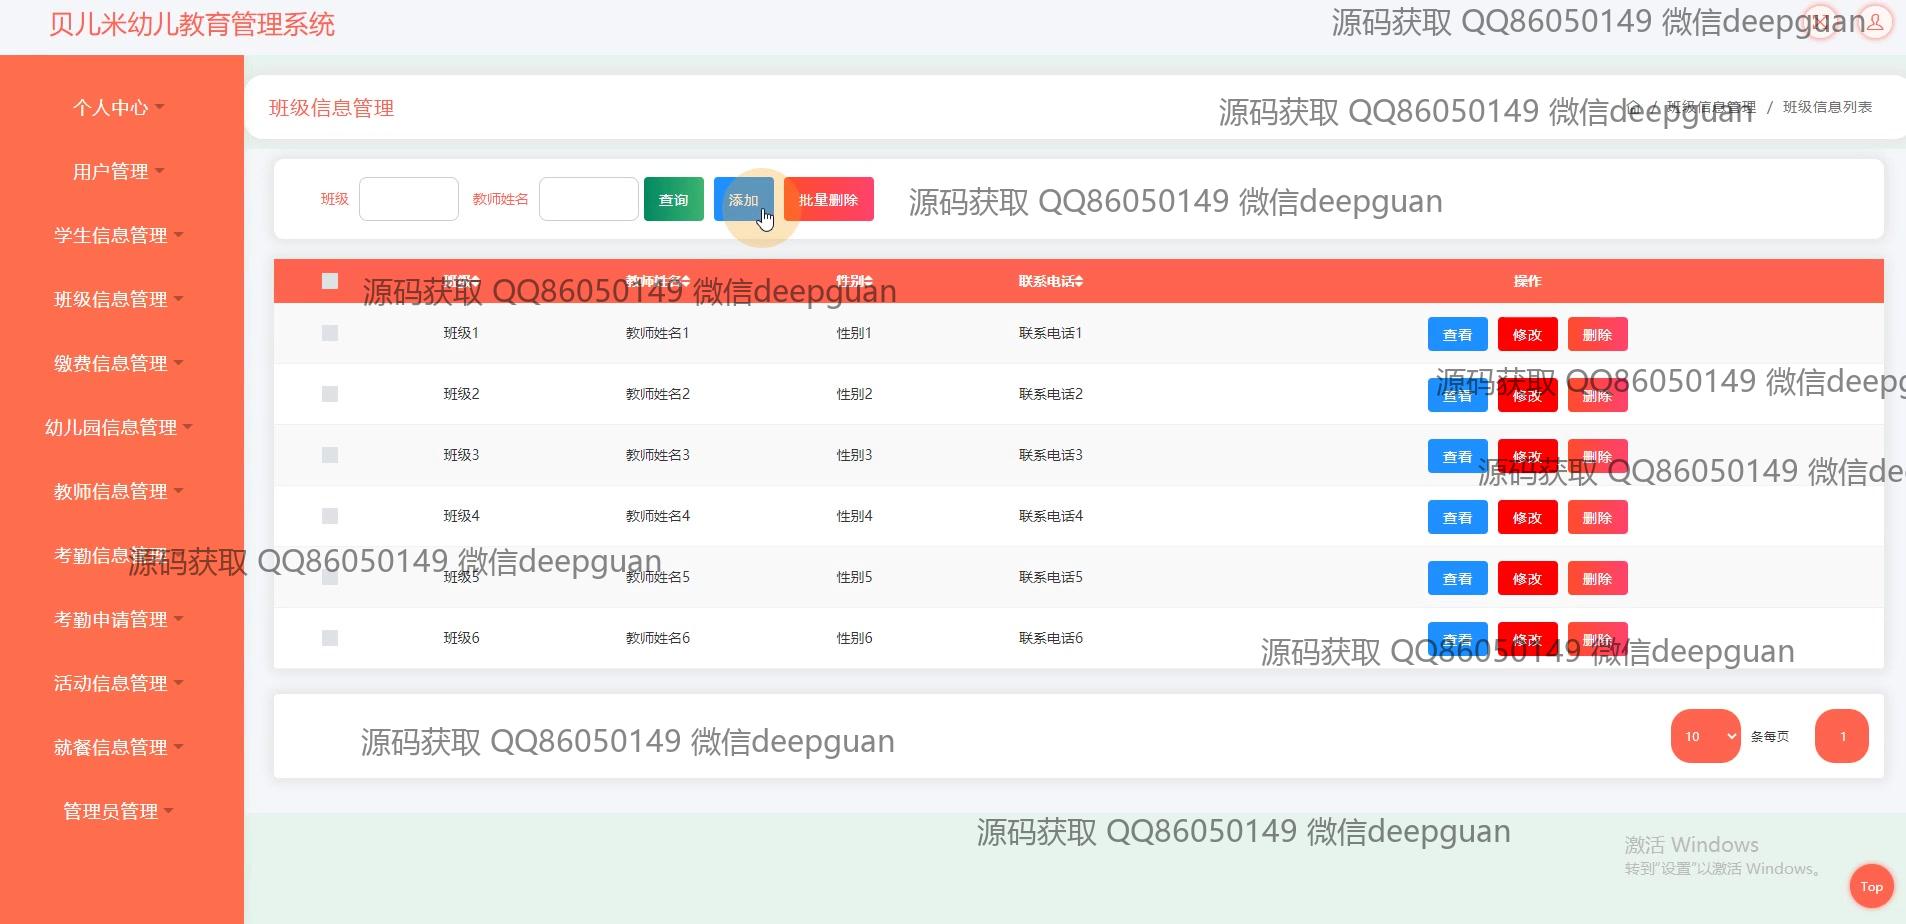 贝儿米幼儿教育管理系统
源码获取 QQ86050149 微信deepguan
个人中心
用户管理
学生信息管理
班级信息管理
缴费信息管理
幼儿园信息管理
教师信息管理
考勤信息管理
考勤申请管理
活动信息管理
就餐信息管理
管理员管理
班级信息管理
源码获取 QQ86050149 微信deepguan
/ 班级信息管理 / 班级信息列表
班级 教师姓名 查询 添加 批量删除
源码获取 QQ86050149 微信deepguan
班级 教师姓名 性别 联系电话 操作
源码获取 QQ86050149 微信deepguan
班级1 教师姓名1 性别1 联系电话1 查看 修改 删除
班级2 教师姓名2 性别2 联系电话2 查看 修改 删除
源码获取 QQ86050149 微信deepg
班级3 教师姓名3 性别3 联系电话3 查看 修改 删除
源码获取 QQ86050149 微信dee
班级4 教师姓名4 性别4 联系电话4 查看 修改 删除
源码获取 QQ86050149 微信deepguan
班级5 教师姓名5 性别5 联系电话5 查看 修改 删除
班级6 教师姓名6 性别6 联系电话6 查看 修改 删除
源码获取 QQ86050149 微信deepguan
源码获取 QQ86050149 微信deepguan
10 条每页 1
源码获取 QQ86050149 微信deepguan
激活 Windows
转到“设置”以激活 Windows。
Top